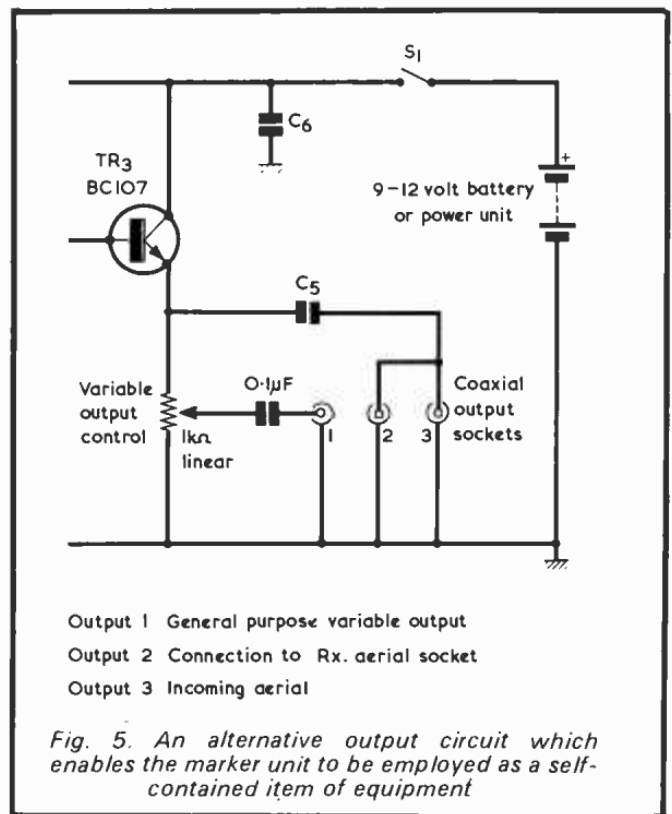 S1
C6
TR3
BC107
9-12 volt battery
or power unit
+
C5
Variable
output
control
0·1µF
1kΩ
linear
1
2
3
Coaxial
output
sockets
Output 1 General purpose variable output
Output 2 Connection to Rx. aerial socket
Output 3 Incoming aerial
Fig. 5. An alternative output circuit which
enables the marker unit to be employed as a self-
contained item of equipment